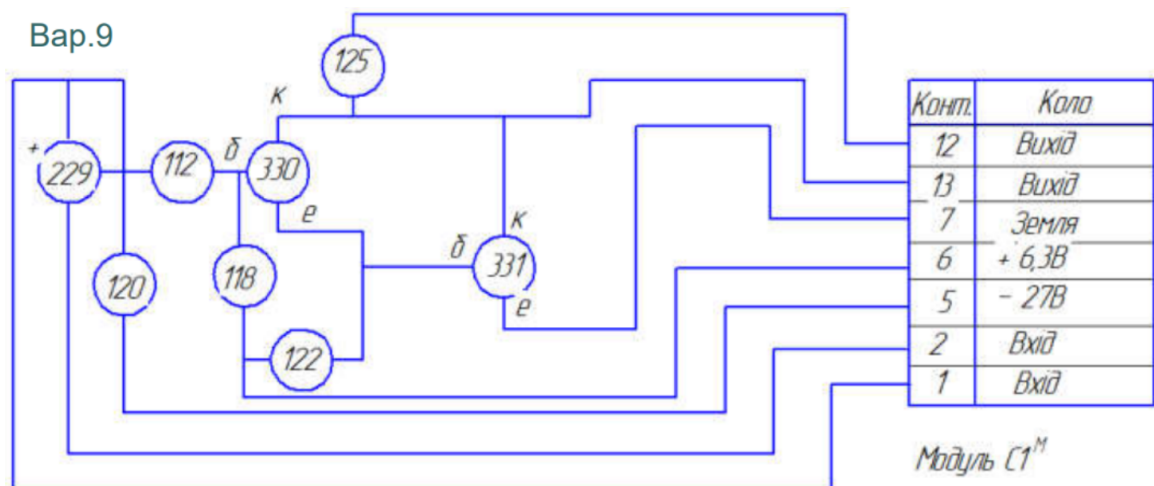 Вар.9
125
к
+
229
112
б
330
е
120
118
122
б
к
331
е
Конт. Коло
12 Вихід
13 Вихід
7 Земля
6 + 6,3В
5 - 27В
2 Вхід
1 Вхід
Модуль С1ᴹ